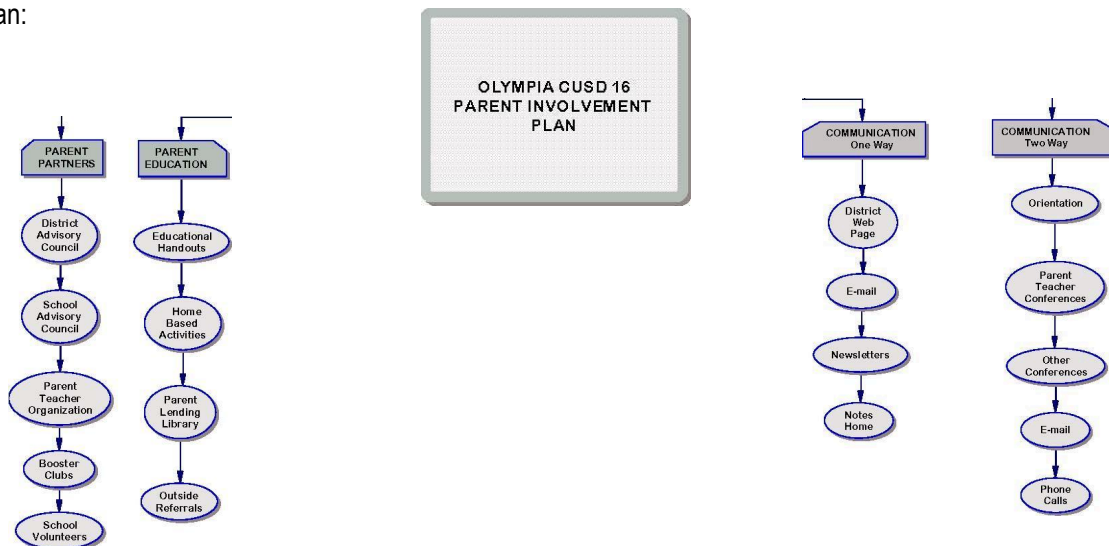 an:
OLYMPIA CUSD 16
PARENT INVOLVEMENT
PLAN
PARENT
PARTNERS
District
Advisory
Council
School
Advisory
Council
Parent
Teacher
Organization
Booster
Clubs
School
Volunteers
PARENT
EDUCATION
Educational
Handouts
Home
Based
Activities
Parent
Lending
Library
Outside
Referrals
COMMUNICATION
One Way
District
Web
Page
E-mail
Newsletters
Notes
Home
COMMUNICATION
Two Way
Orientation
Parent
Teacher
Conferences
Other
Conferences
E-mail
Phone
Calls